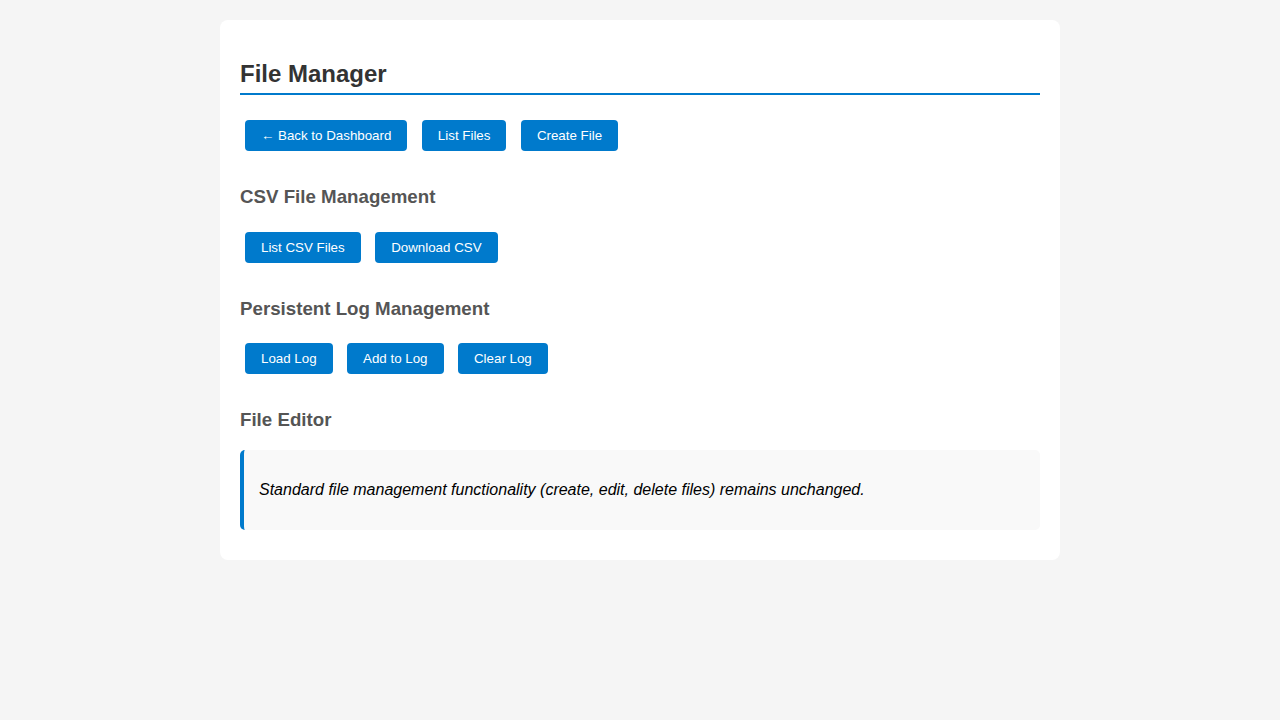 File Manager
← Back to Dashboard List Files Create File
CSV File Management
List CSV Files Download CSV
Persistent Log Management
Load Log Add to Log Clear Log
File Editor
Standard file management functionality (create, edit, delete files) remains unchanged.